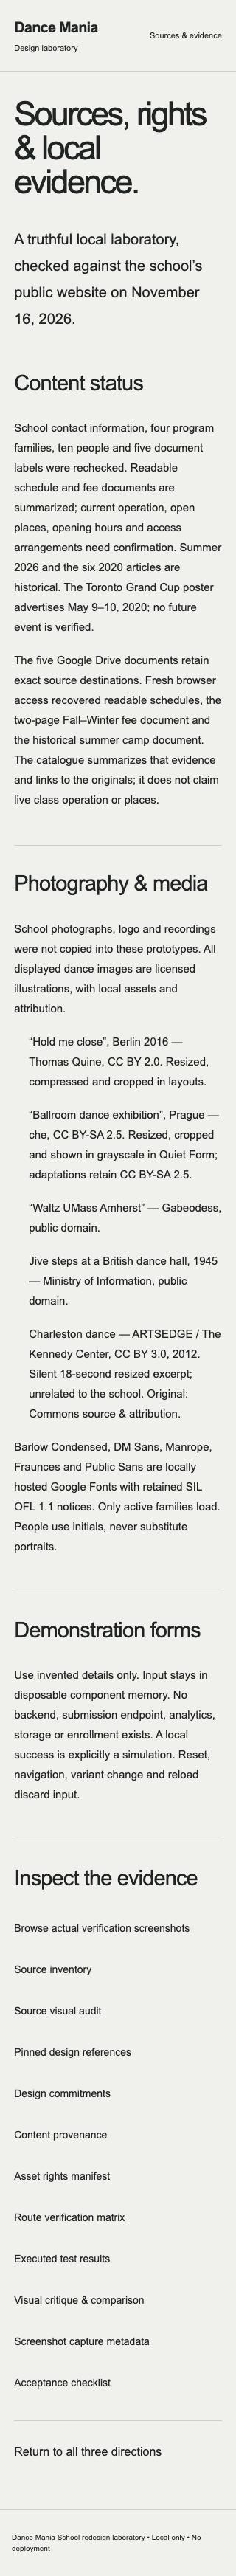 Dance Mania
Design laboratory
Sources & evidence
Sources, rights
& local
evidence.
A truthful local laboratory,
checked against the school’s
public website on November
16, 2026.
Content status
School contact information, four program
families, ten people and five document
labels were rechecked. Readable
schedule and fee documents are
summarized; current operation, open
places, opening hours and access
arrangements need confirmation. Summer
2026 and the six 2020 articles are
historical. The Toronto Grand Cup poster
advertises May 9–10, 2020; no future
event is verified.
The five Google Drive documents retain
exact source destinations. Fresh browser
access recovered readable schedules, the
two-page Fall–Winter fee document and
the historical summer camp document.
The catalogue summarizes that evidence
and links to the originals; it does not claim
live class operation or places.
Photography & media
School photographs, logo and recordings
were not copied into these prototypes. All
displayed dance images are licensed
illustrations, with local assets and
attribution.
“Hold me close”, Berlin 2016 —
Thomas Quine, CC BY 2.0. Resized,
compressed and cropped in layouts.
“Ballroom dance exhibition”, Prague —
che, CC BY-SA 2.5. Resized, cropped
and shown in grayscale in Quiet Form;
adaptations retain CC BY-SA 2.5.
“Waltz UMass Amherst” — Gabeodess,
public domain.
Jive steps at a British dance hall, 1945
— Ministry of Information, public
domain.
Charleston dance — ARTSEDGE / The
Kennedy Center, CC BY 3.0, 2012.
Silent 18-second resized excerpt;
unrelated to the school. Original:
Commons source & attribution.
Barlow Condensed, DM Sans, Manrope,
Fraunces and Public Sans are locally
hosted Google Fonts with retained SIL
OFL 1.1 notices. Only active families load.
People use initials, never substitute
portraits.
Demonstration forms
Use invented details only. Input stays in
disposable component memory. No
backend, submission endpoint, analytics,
storage or enrollment exists. A local
success is explicitly a simulation. Reset,
navigation, variant change and reload
discard input.
Inspect the evidence
Browse actual verification screenshots
Source inventory
Source visual audit
Pinned design references
Design commitments
Content provenance
Asset rights manifest
Route verification matrix
Executed test results
Visual critique & comparison
Screenshot capture metadata
Acceptance checklist
Return to all three directions
Dance Mania School redesign laboratory • Local only • No
deployment